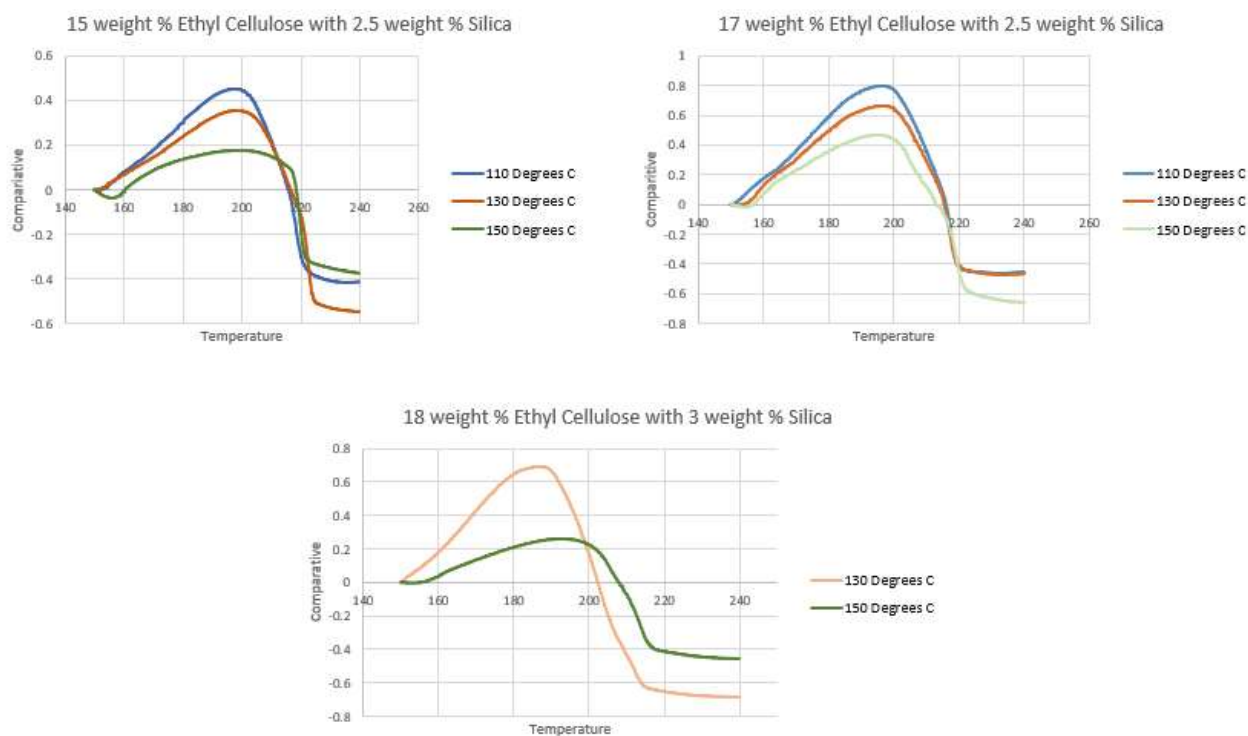 15 weight % Ethyl Cellulose with 2.5 weight % Silica
0.6
0.4
0.2
0
-0.2
-0.4
-0.6
140 160 180 200 220 240 260
Compariative
Temperature
110 Degrees C
130 Degrees C
150 Degrees C
17 weight % Ethyl Cellulose with 2.5 weight % Silica
1
0.8
0.6
0.4
0.2
0
-0.2
-0.4
-0.6
-0.8
140 160 180 200 220 240 260
Comparitive
Temperature
110 Degrees C
130 Degrees C
150 Degrees C
18 weight % Ethyl Cellulose with 3 weight % Silica
0.8
0.6
0.4
0.2
0
-0.2
-0.4
-0.6
-0.8
140 160 180 200 220 240
Comparative
Temperature
130 Degrees C
150 Degrees C